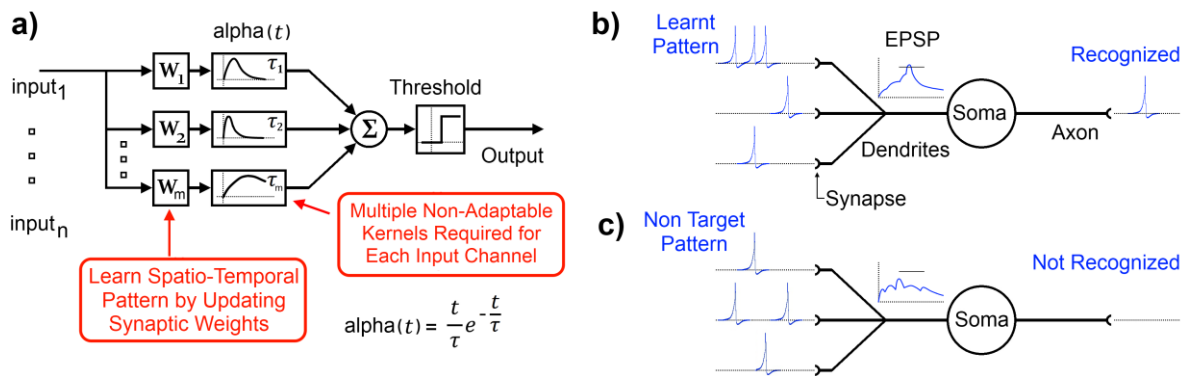 a)
alpha(t)
input1
W1
τ1
W2
τ2
Wm
τm
inputn
Σ
Threshold
Output
Multiple Non-Adaptable
Kernels Required for
Each Input Channel
Learn Spatio-Temporal
Pattern by Updating
Synaptic Weights
alpha(t) = t/τ e^-t/τ
b)
Learnt
Pattern
EPSP
Recognized
Soma
Axon
Dendrites
Synapse
c)
Non Target
Pattern
Not Recognized
Soma